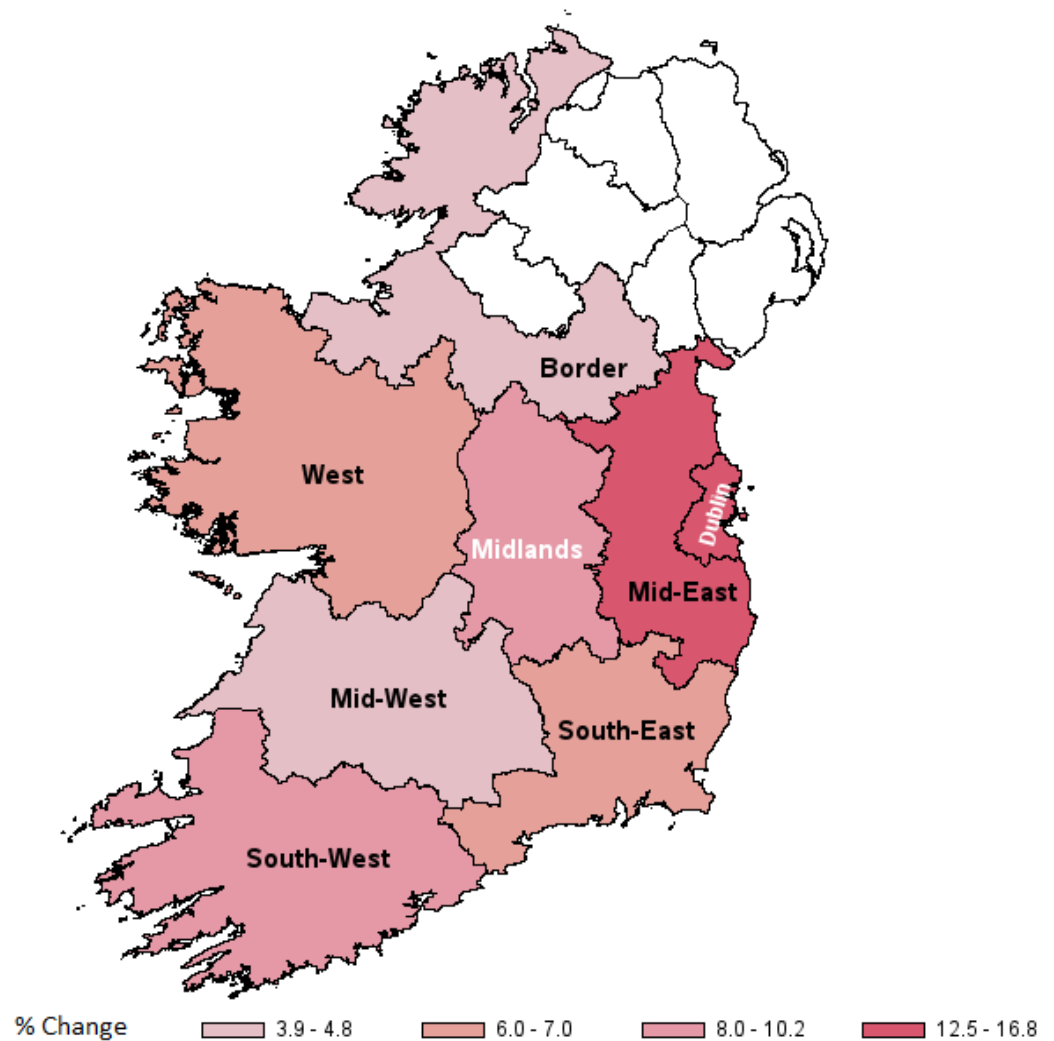 Border
West
Dublin
Midlands
Mid-East
Mid-West
South-East
South-West
% Change
3.9 - 4.8
6.0 - 7.0
8.0 - 10.2
12.5 - 16.8